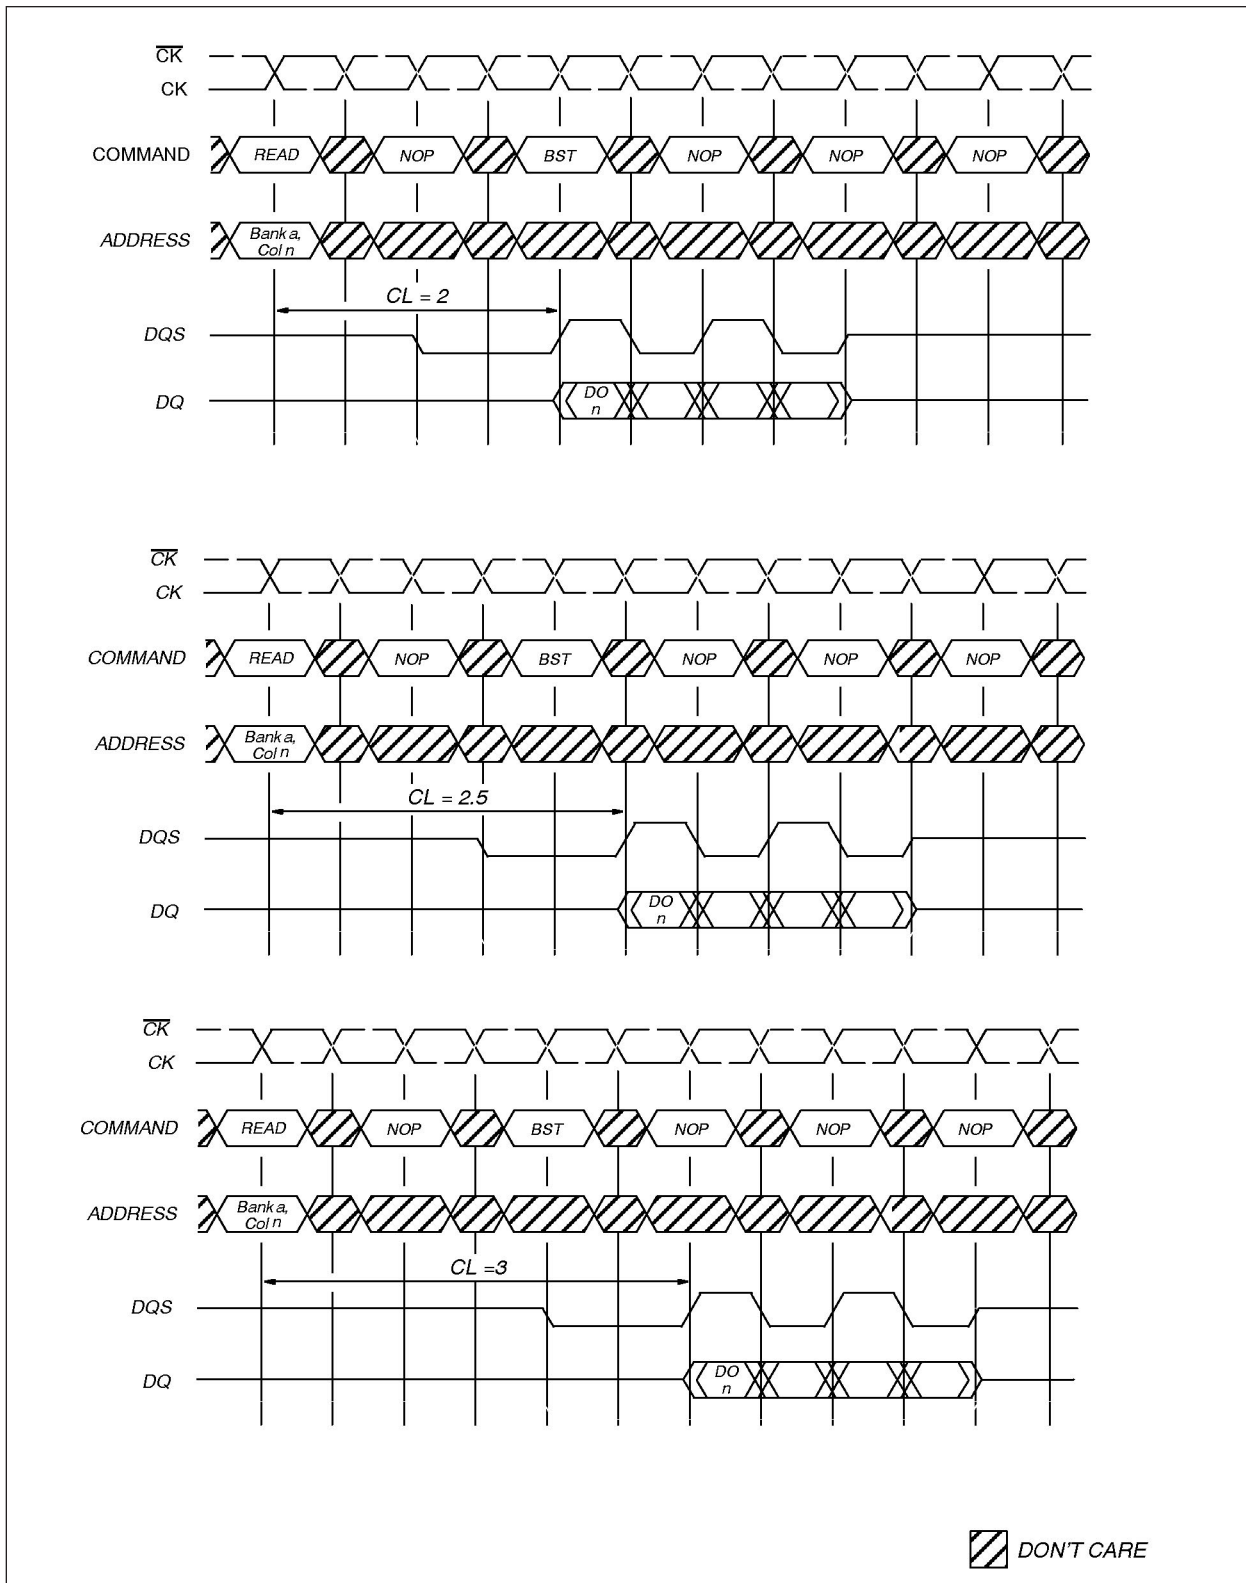 CK
CK
COMMAND READ NOP BST NOP NOP NOP
ADDRESS Bank a,
Col n
CL = 2
DQS
DQ DO
n
CK
CK
COMMAND READ NOP BST NOP NOP NOP
ADDRESS Bank a,
Col n
CL = 2.5
DQS
DQ DO
n
CK
CK
COMMAND READ NOP BST NOP NOP NOP
ADDRESS Bank a,
Col n
CL =3
DQS
DQ DO
n
DON'T CARE